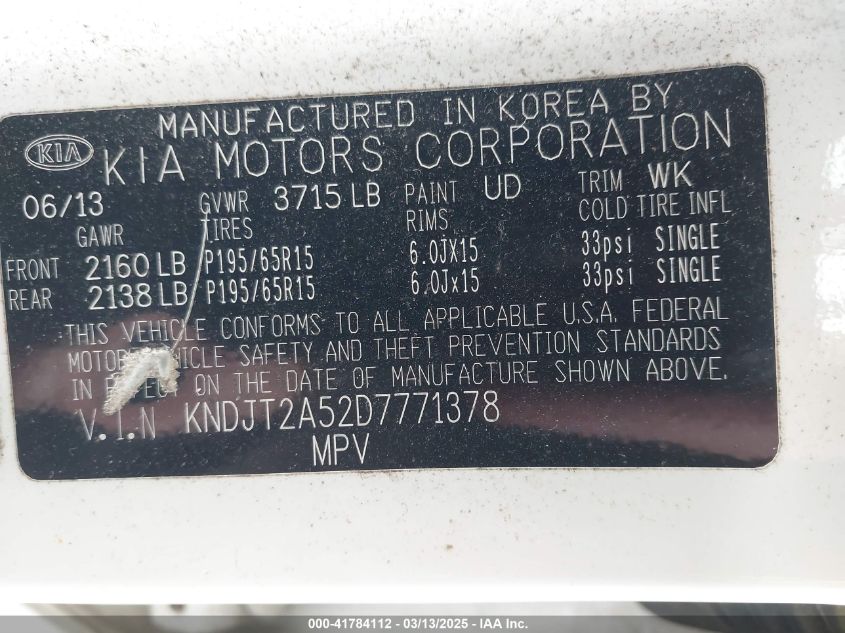 MANUFACTURED IN KOREA BY
KIA KIA MOTORS CORPORATION
06/13 GVWR 3715 LB PAINT UD TRIM WK
GAWR TIRES RIMS COLD TIRE INFL
FRONT 2160 LB P195/65R15 6.0JX15 33psi SINGLE
REAR 2138 LB P195/65R15 6.0Jx15 33psi SINGLE
THIS VEHICLE CONFORMS TO ALL APPLICABLE U.S.A. FEDERAL
MOTOR VEHICLE SAFETY AND THEFT PREVENTION STANDARDS
IN EFFECT ON THE DATE OF MANUFACTURE SHOWN ABOVE.
V.I.N KNDJT2A52D7771378
MPV
000-41784112 - 03/13/2025 - IAA Inc.